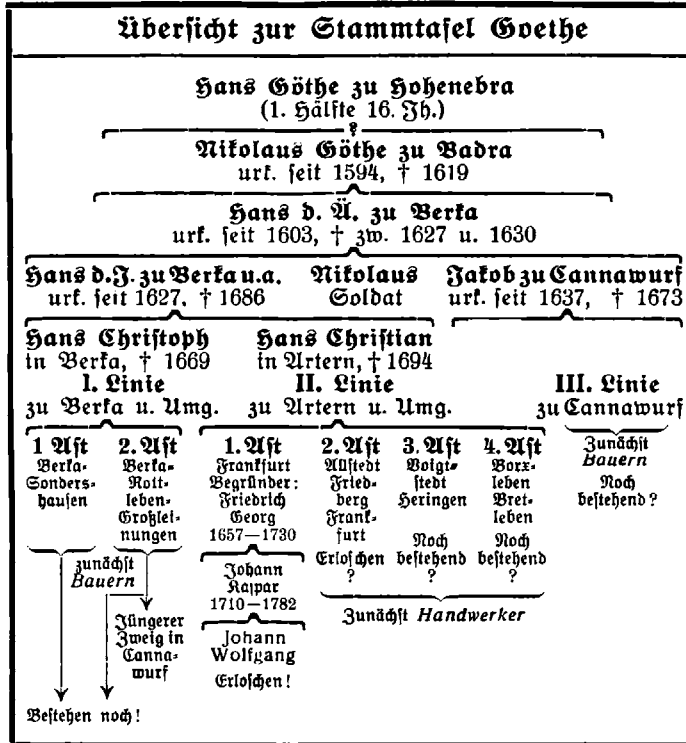 Übersicht zur Stammtafel Goethe
Hans Göthe zu Hohenebra
(1. Hälfte 16. Jh.)
?
Nikolaus Göthe zu Badra
urk. seit 1594, † 1619
Hans d. Ä. zu Berka
urk. seit 1603, † zw. 1627 u. 1630
Hans d. J. zu Berka u. a.
urk. seit 1627, † 1686
Nikolaus
Soldat
Jakob zu Cannawurf
urk. seit 1637, † 1673
Hans Christoph
in Berka, † 1669
Hans Christian
in Artern, † 1694
I. Linie
zu Berka u. Umg.
II. Linie
zu Artern u. Umg.
III. Linie
zu Cannawurf
1 Ast
Berka-
Sonders-
hausen
2. Ast
Berka-
Rott-
leben-
Großlei-
nungen
1. Ast
Frankfurt
Begründer:
Friedrich
Georg
1657—1730
2. Ast
Allstedt
Fried-
berg
Frank-
furt
Erloschen
?
3. Ast
Voigt-
stedt
Heringen
Noch
bestehend
?
4. Ast
Borx-
leben
Bret-
leben
Noch
bestehend
?
Zunächst
Bauern
Noch
bestehend?
zunächst
Bauern
Johann
Kaspar
1710—1782
Zunächst Handwerker
Jüngerer
Zweig in
Canna-
wurf
Johann
Wolfgang
Erloschen!
Bestehen noch!